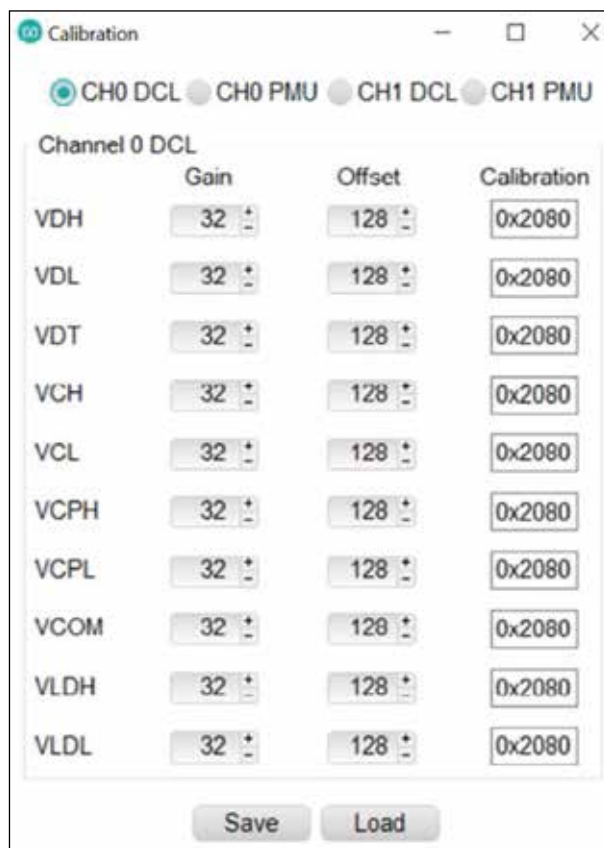 Calibration
CH0 DCL CH0 PMU CH1 DCL CH1 PMU
Channel 0 DCL
Gain Offset Calibration
VDH 32 128 0x2080
VDL 32 128 0x2080
VDT 32 128 0x2080
VCH 32 128 0x2080
VCL 32 128 0x2080
VCPH 32 128 0x2080
VCPL 32 128 0x2080
VCOM 32 128 0x2080
VLDH 32 128 0x2080
VLDL 32 128 0x2080
Save Load